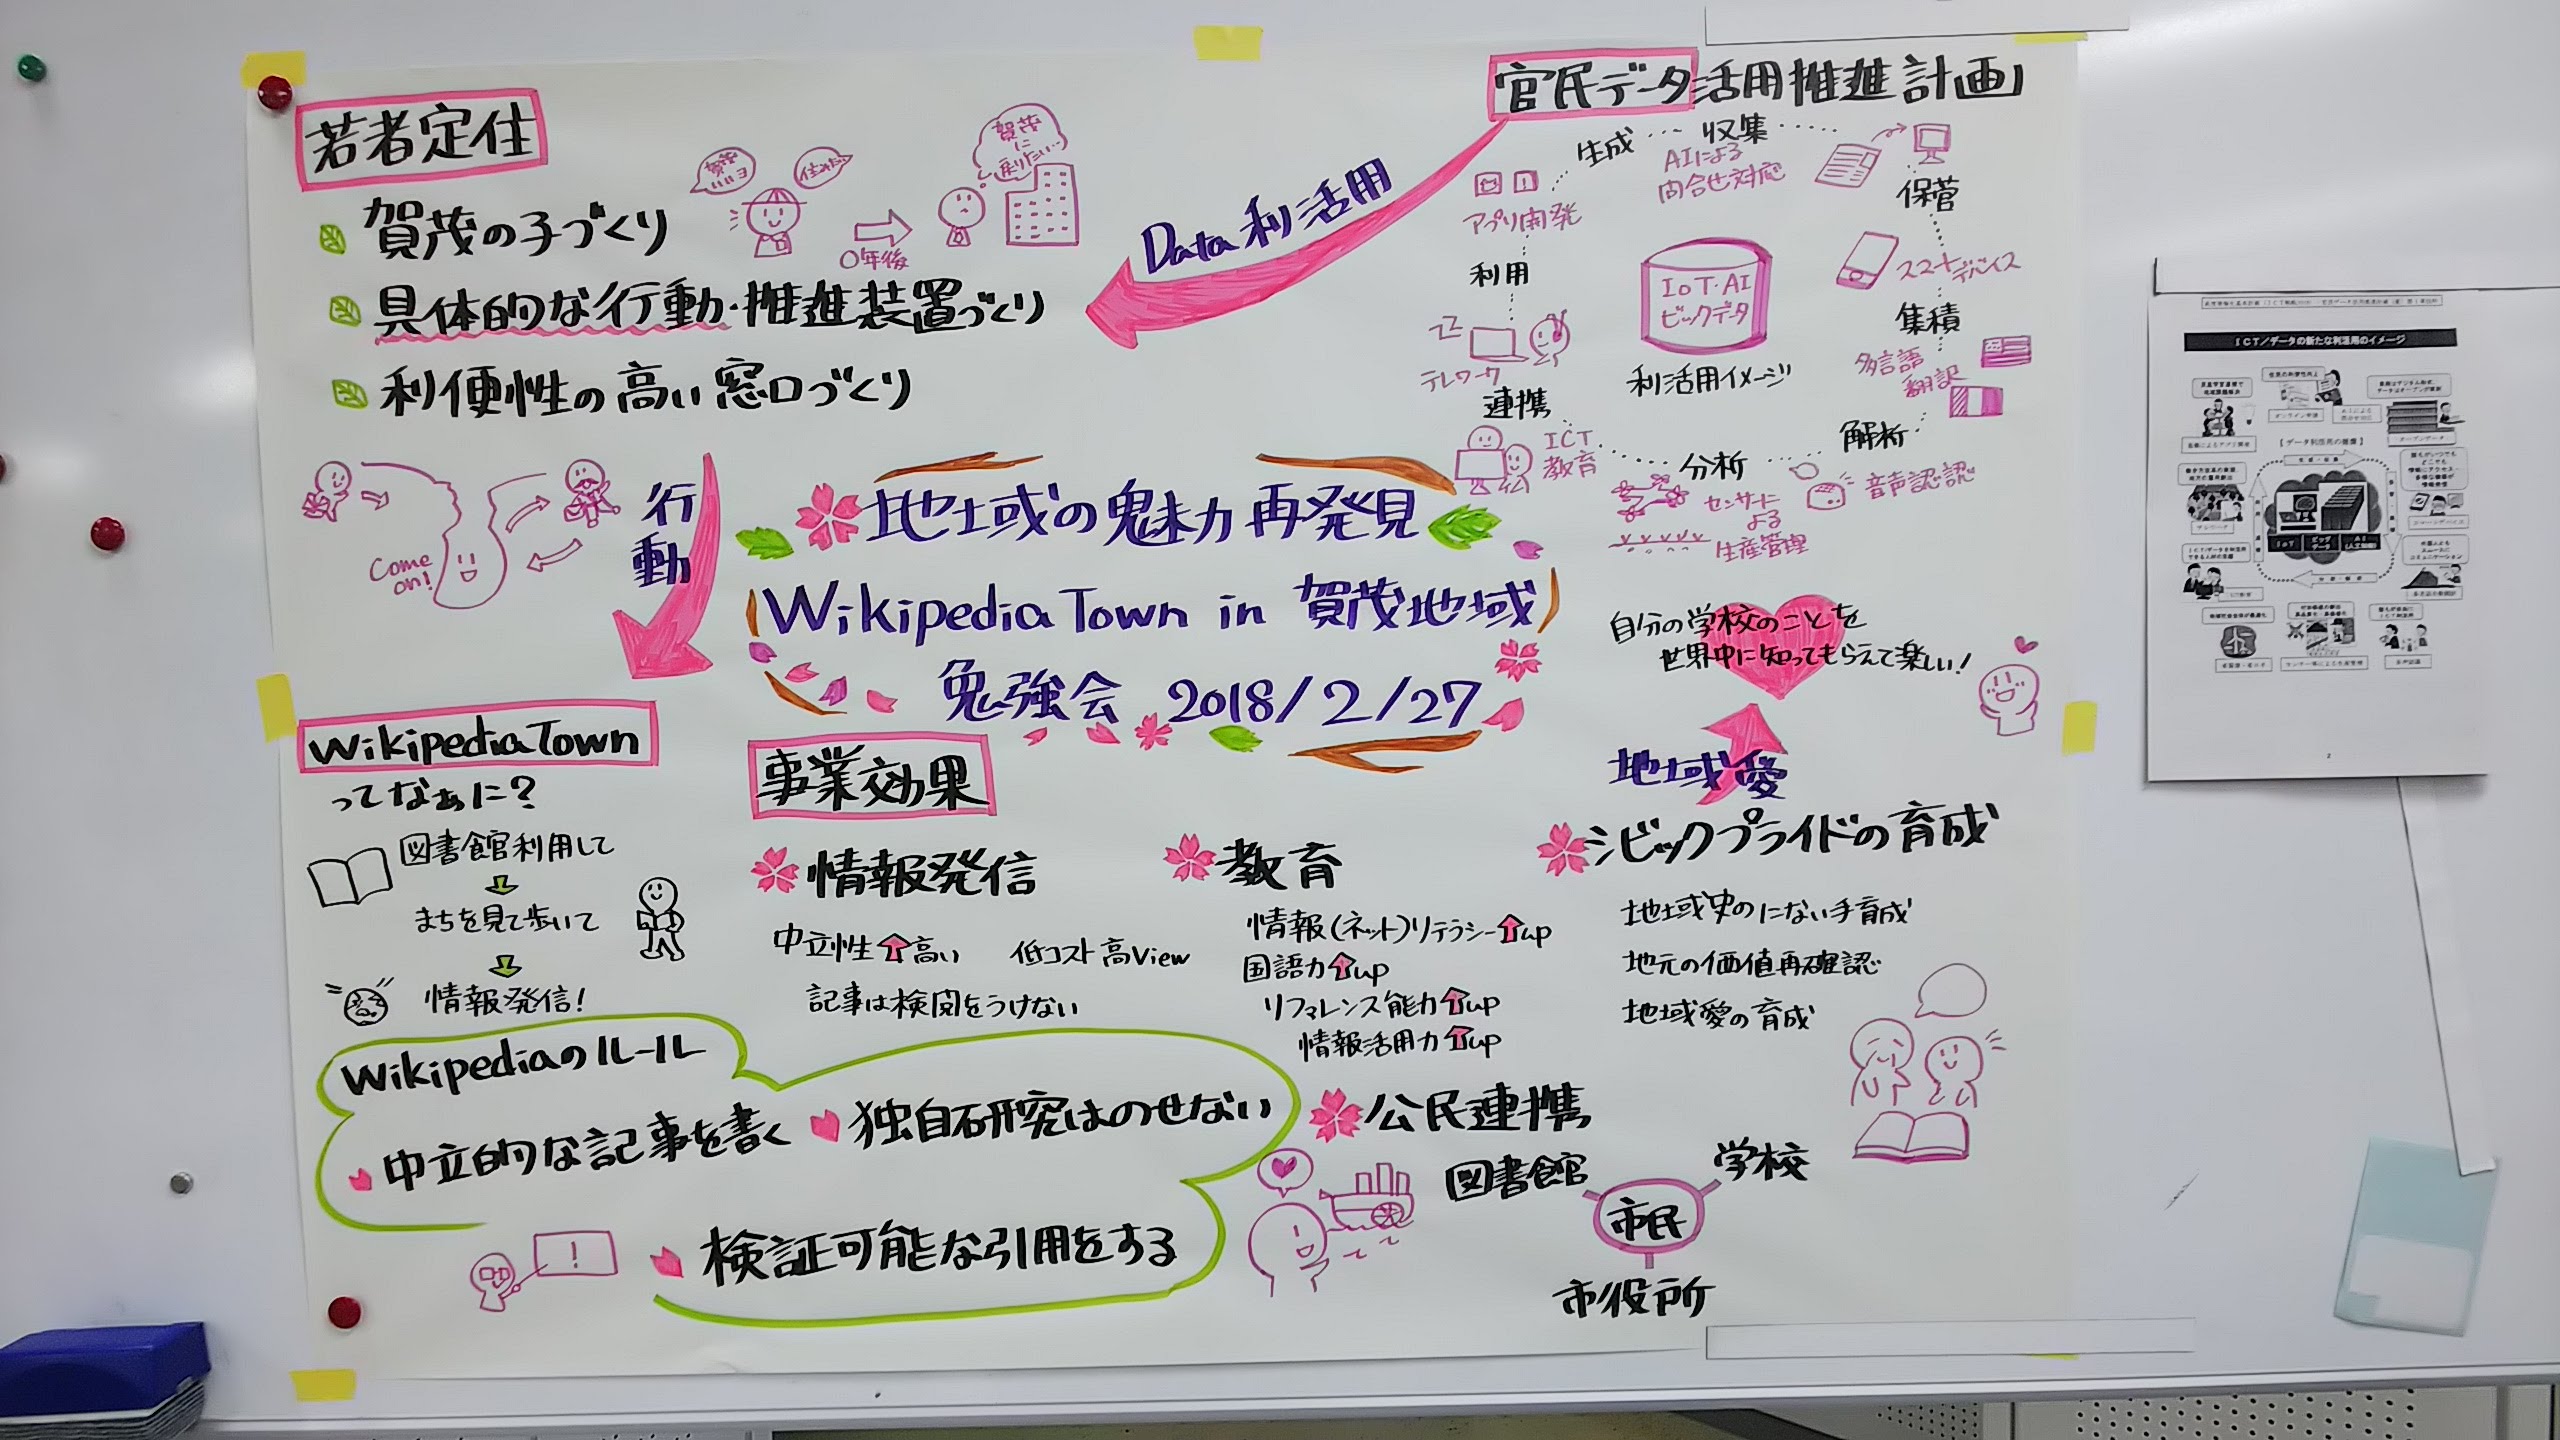 若者定住
賀茂の子づくり
具体的な行動・推進装置づくり
利便性の高い窓口づくり
賀茂
いいヨ
住みたい
〇年後
賀茂
に
戻りたい…
Data利活用
官民データ活用推進計画
生成
収集
AIによる
問合せ対応
保管
スマートデバイス
集積
多言語
翻訳
解析
音声認認
分析
センサーに
よる
生産管理
ICT
教育
連携
テレワーク
利用
アプリ開発
IoT・AI
ビックデータ
利活用イメージ
Come
on!
行動
地域の魅力再発見
Wikipedia Town in 賀茂地域
勉強会 2018/2/27
自分の学校のことを
世界中に知ってもらえて楽しい!
地域愛
Wikipedia Town
ってなぁに?
図書館利用して
まちを見て歩いて
情報発信!
事業効果
情報発信
中立性高い 低コスト高View
記事は検閲をうけない
教育
情報(ネット)リテラシーup
国語力up
リファレンス能力up
情報活用力up
シビックプライドの育成
地域史のにない手育成
地元の価値再確認
地域愛の育成
公民連携
図書館
学校
市民
市役所
Wikipediaのルール
中立的な記事を書く
独自研究はのせない
検証可能な引用をする
!
ICT/データの新たな利活用のイメージ
【データ利活用の循環】
2